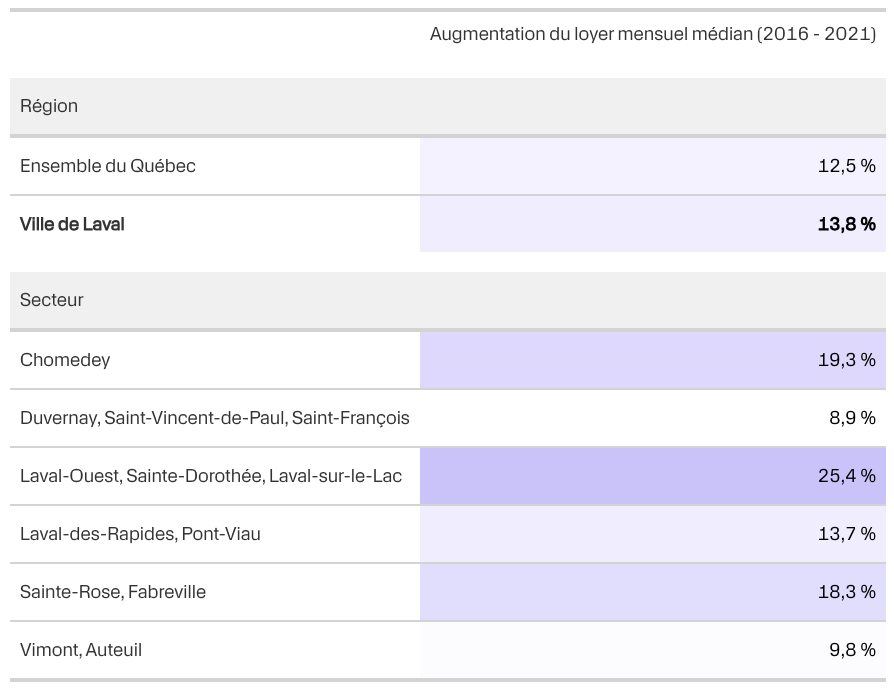 Augmentation du loyer mensuel médian (2016 - 2021)
Région
Ensemble du Québec 12,5 %
Ville de Laval 13,8 %
Secteur
Chomedey 19,3 %
Duvernay, Saint-Vincent-de-Paul, Saint-François 8,9 %
Laval-Ouest, Sainte-Dorothée, Laval-sur-le-Lac 25,4 %
Laval-des-Rapides, Pont-Viau 13,7 %
Sainte-Rose, Fabreville 18,3 %
Vimont, Auteuil 9,8 %